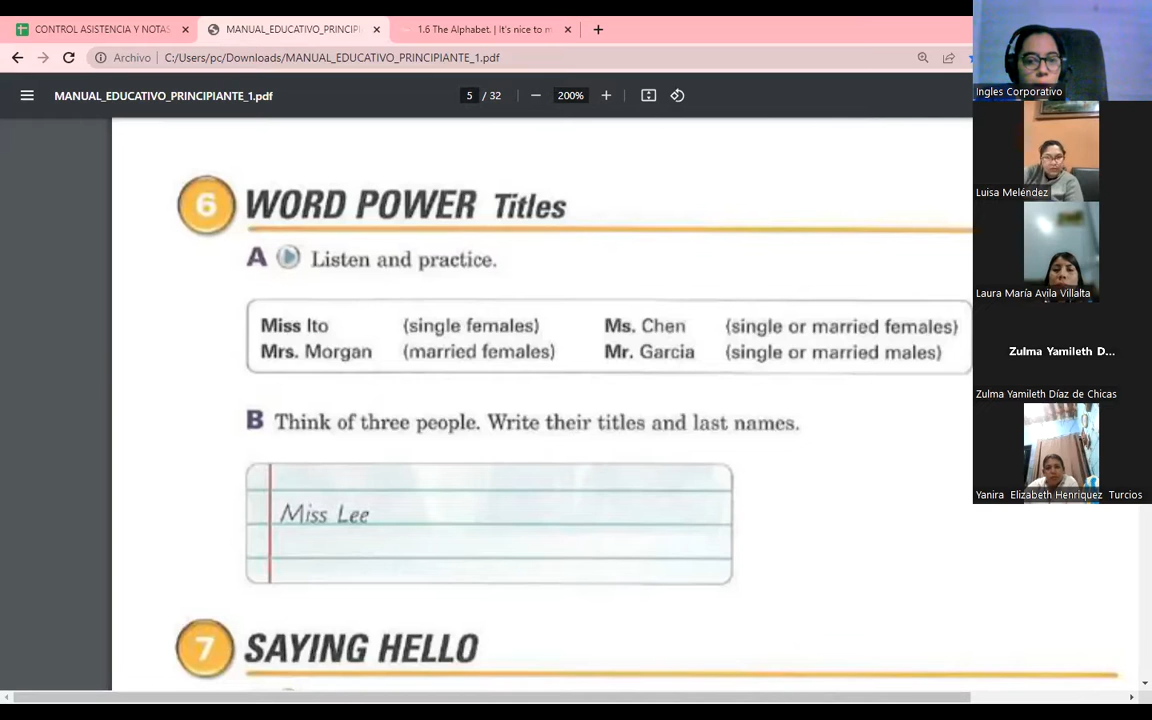 CONTROL ASISTENCIA Y NOTAS
MANUAL_EDUCATIVO_PRINCIPI
1.6 The Alphabet. | It's nice to m
Archivo
C:/Users/pc/Downloads/MANUAL_EDUCATIVO_PRINCIPIANTE_1.pdf
MANUAL_EDUCATIVO_PRINCIPIANTE_1.pdf
5 / 32
200%
6 WORD POWER Titles
A Listen and practice.
Miss Ito (single females) Ms. Chen (single or married females)
Mrs. Morgan (married females) Mr. Garcia (single or married males)
B Think of three people. Write their titles and last names.
Miss Lee
7 SAYING HELLO
Ingles Corporativo
Luisa Meléndez
Laura María Avila Villalta
Zulma Yamileth D...
Zulma Yamileth Díaz de Chicas
Yanira Elizabeth Henriquez Turcios